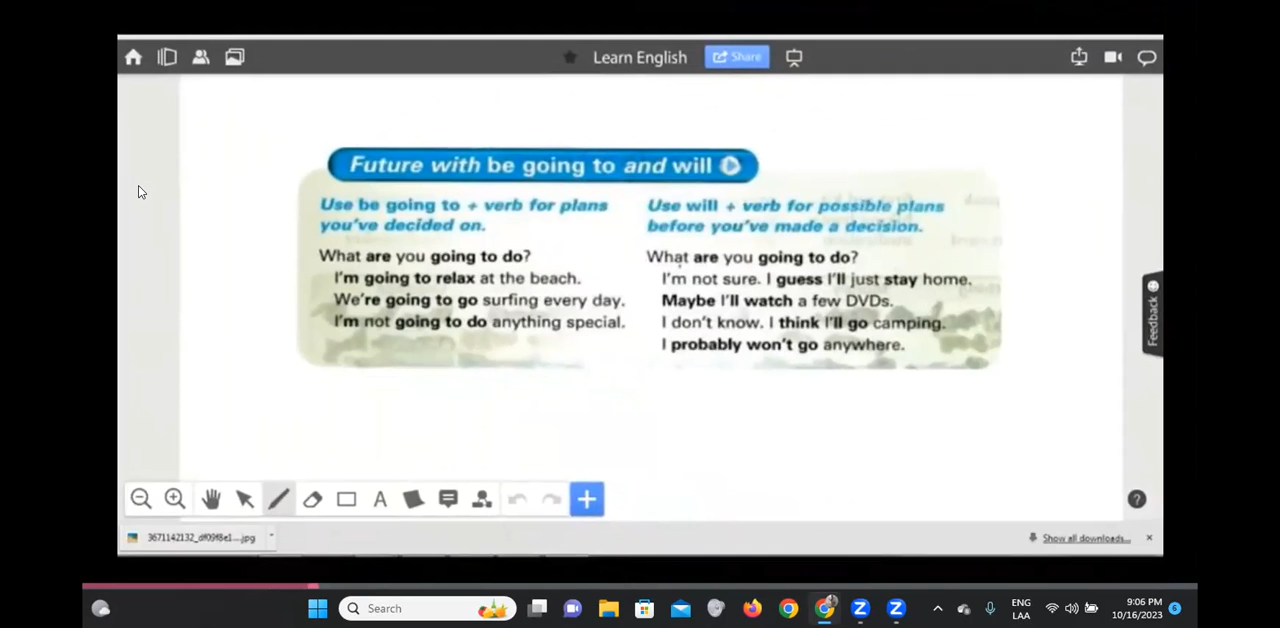 Learn English
Share
Future with be going to and will
Use be going to + verb for plans
you've decided on.
What are you going to do?
I'm going to relax at the beach.
We're going to go surfing every day.
I'm not going to do anything special.
Use will + verb for possible plans
before you've made a decision.
What are you going to do?
I'm not sure. I guess I'll just stay home.
Maybe I'll watch a few DVDs.
I don't know. I think I'll go camping.
I probably won't go anywhere.
Feedback
A
?
3671142132_df09f8e1....jpg
Show all downloads...
Search
ENG
LAA
9:06 PM
10/16/2023
6